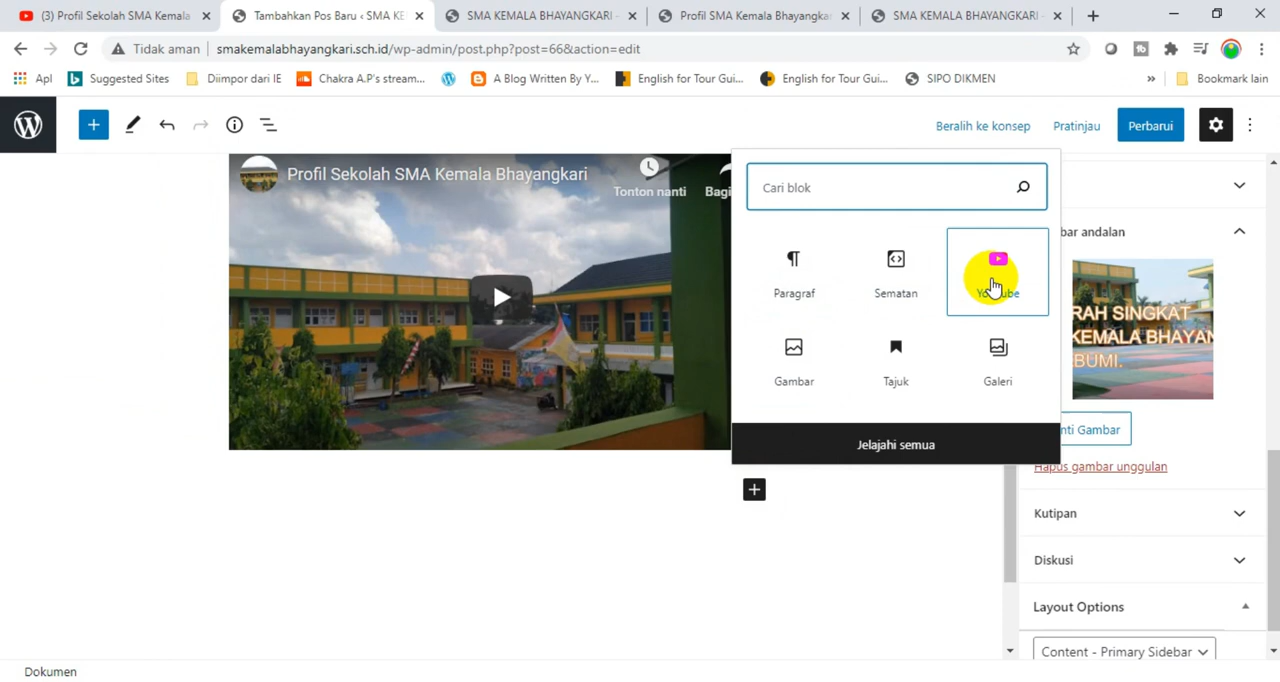 (3) Profil Sekolah SMA Kemala
Tambahkan Pos Baru ‹ SMA KE
SMA KEMALA BHAYANGKARI -
Profil SMA Kemala Bhayangka
SMA KEMALA BHAYANGKARI -
Tidak aman
smakemalabhayangkari.sch.id/wp-admin/post.php?post=66&action=edit
Apl
Suggested Sites
Diimpor dari IE
Chakra A.P's stream...
A Blog Written By Y...
English for Tour Gui...
English for Tour Gui...
SIPO DIKMEN
»
Bookmark lain
Beralih ke konsep
Pratinjau
Perbarui
Profil Sekolah SMA Kemala Bhayangkari
Tonton nanti
Bagi
Cari blok
Paragraf
Sematan
YouTube
Gambar
Tajuk
Galeri
Jelajahi semua
bar andalan
RAH SINGKAT
KEMALA BHAYAN
BUMI.
nti Gambar
Hapus gambar unggulan
Kutipan
Diskusi
Layout Options
Content - Primary Sidebar
Dokumen